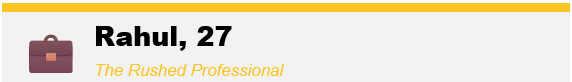 Rahul, 27
The Rushed Professional